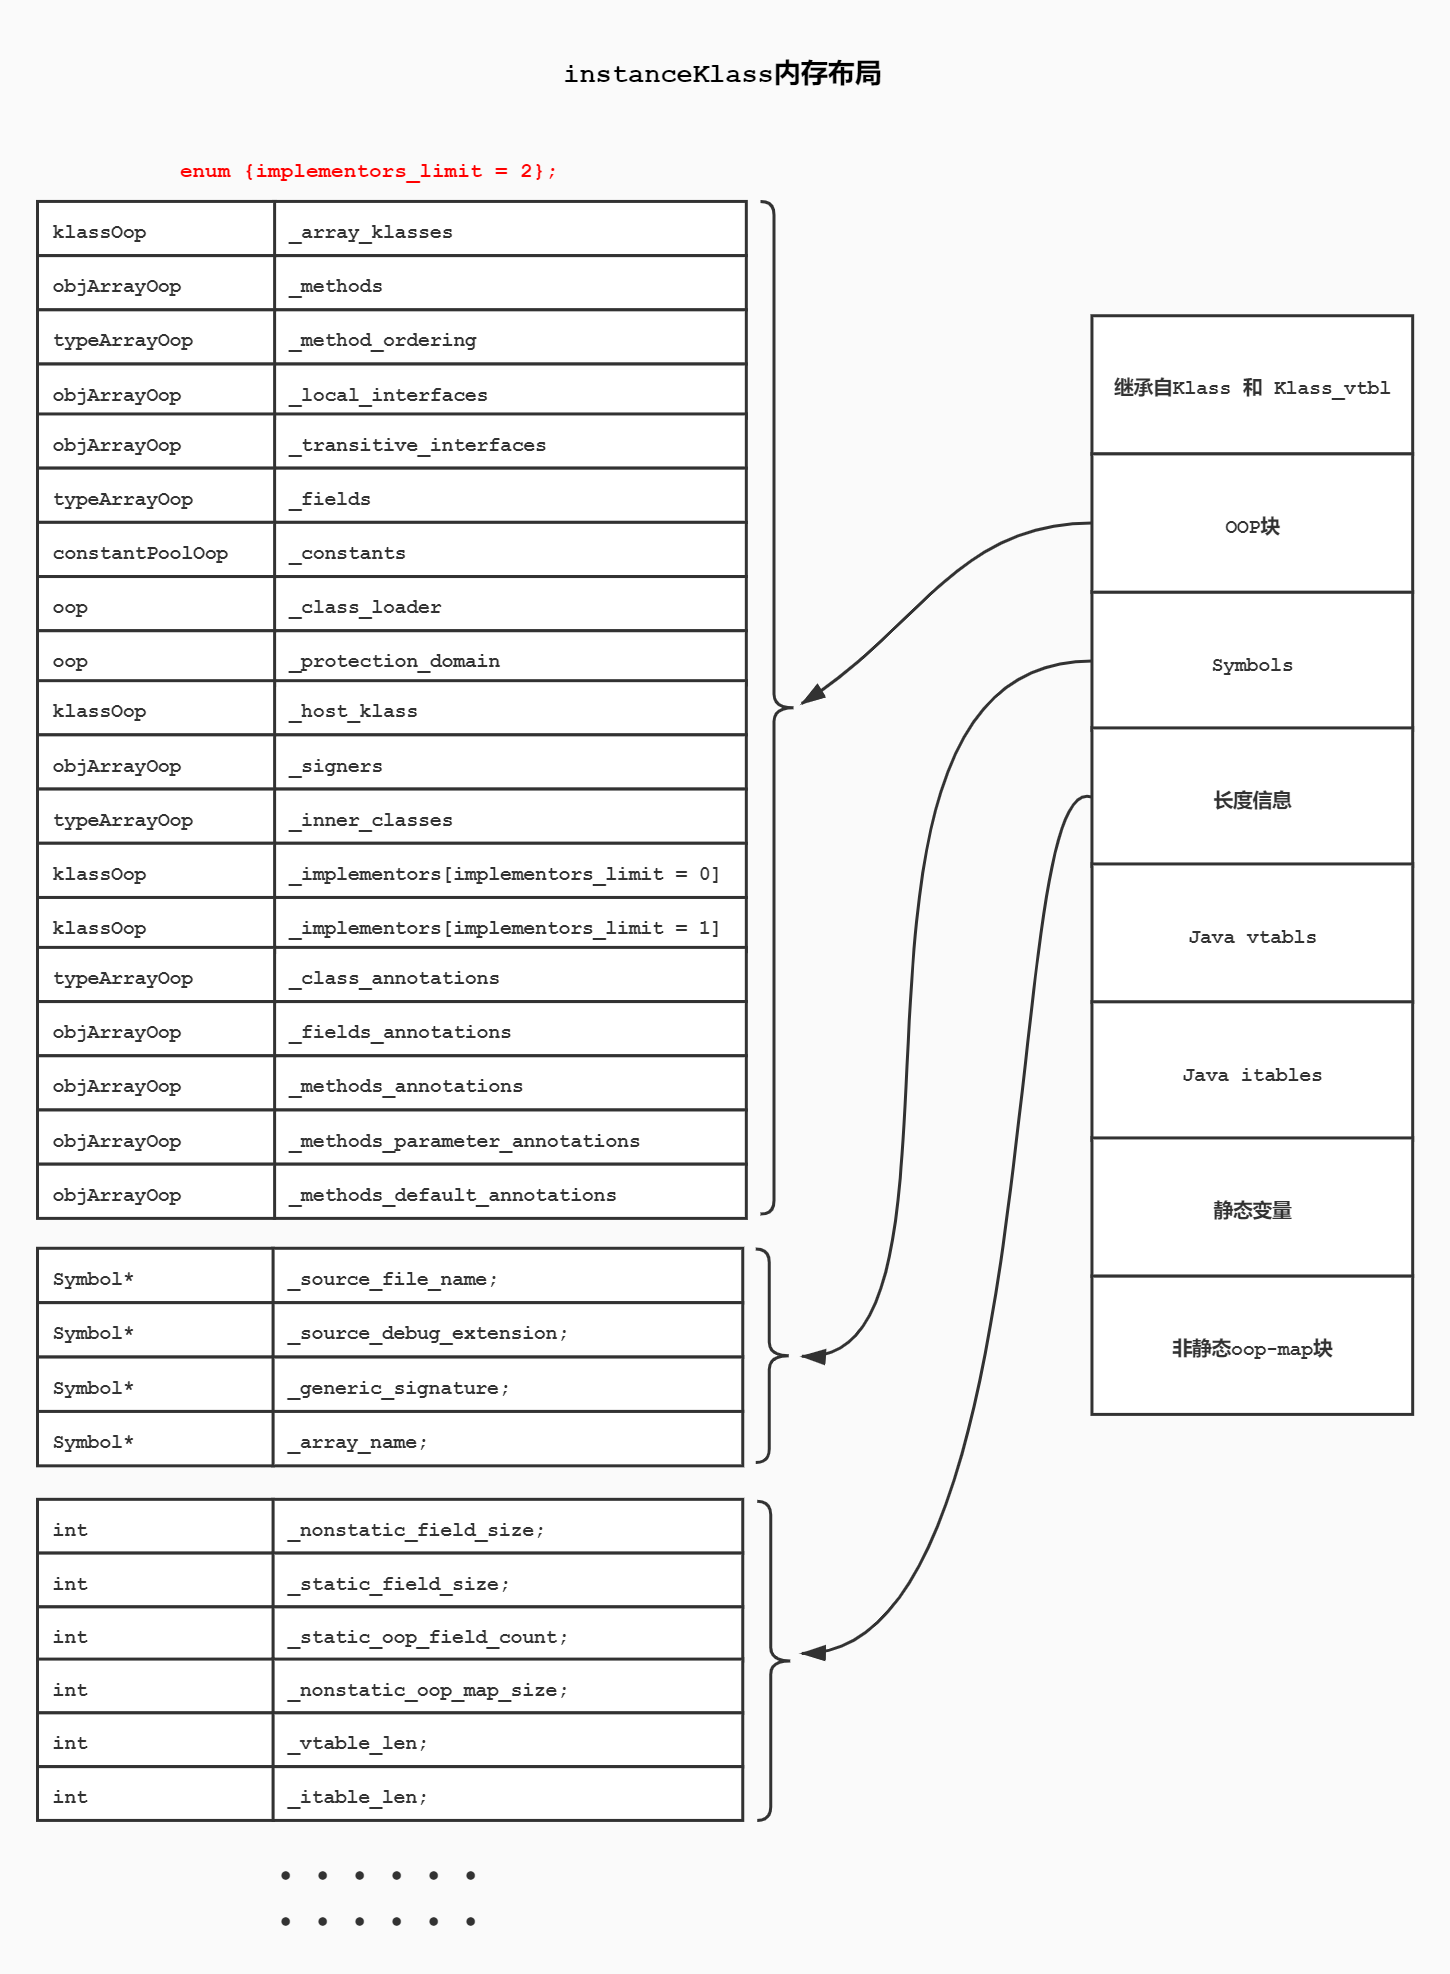 instanceKlass内存布局
enum {implementors_limit = 2};
klassOop _array_klasses
objArrayOop _methods
typeArrayOop _method_ordering
objArrayOop _local_interfaces
objArrayOop _transitive_interfaces
typeArrayOop _fields
constantPoolOop _constants
oop _class_loader
oop _protection_domain
klassOop _host_klass
objArrayOop _signers
typeArrayOop _inner_classes
klassOop _implementors[implementors_limit = 0]
klassOop _implementors[implementors_limit = 1]
typeArrayOop _class_annotations
objArrayOop _fields_annotations
objArrayOop _methods_annotations
objArrayOop _methods_parameter_annotations
objArrayOop _methods_default_annotations
Symbol* _source_file_name;
Symbol* _source_debug_extension;
Symbol* _generic_signature;
Symbol* _array_name;
int _nonstatic_field_size;
int _static_field_size;
int _static_oop_field_count;
int _nonstatic_oop_map_size;
int _vtable_len;
int _itable_len;
• • • • • •
• • • • • •
继承自Klass 和 Klass_vtbl
OOP块
Symbols
长度信息
Java vtabls
Java itables
静态变量
非静态oop-map块